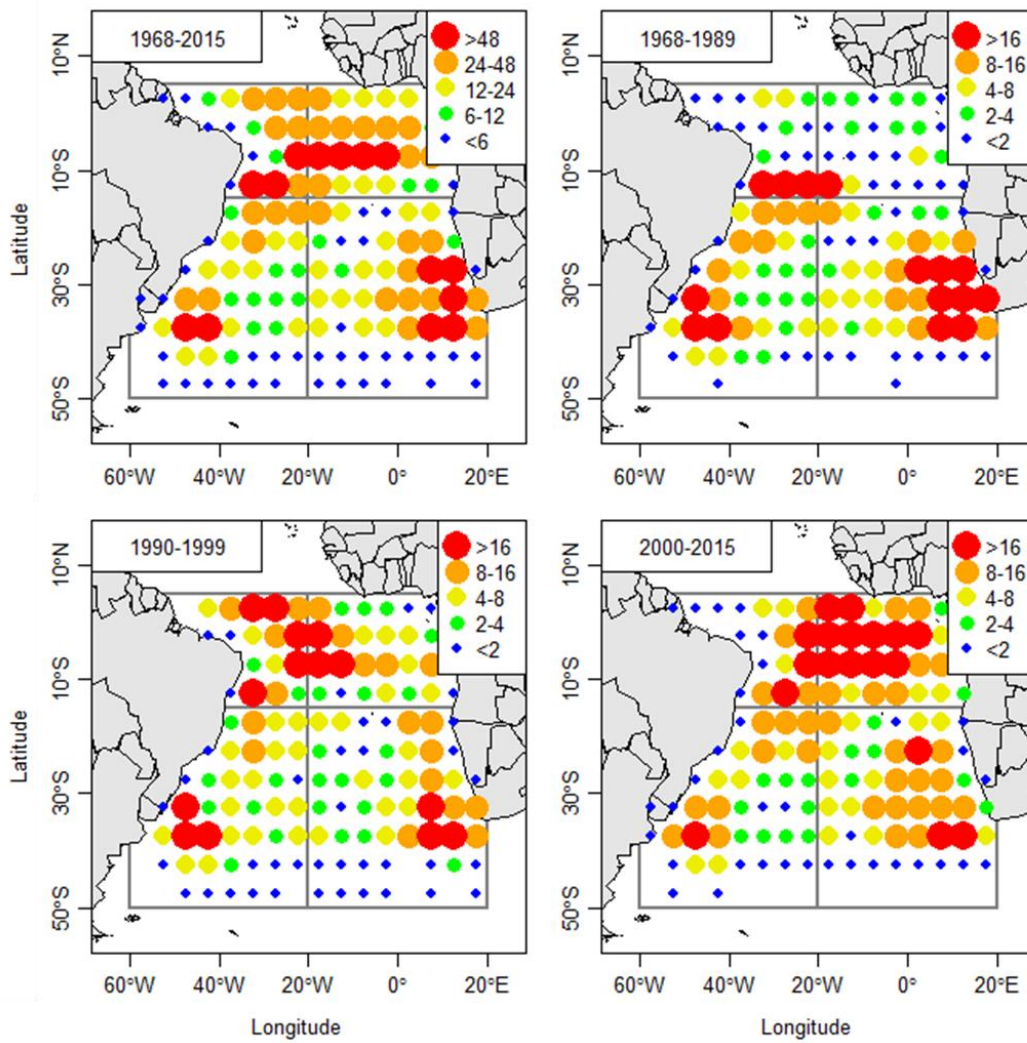 1968-2015
>48
24-48
12-24
6-12
<6
10°N
10°S
30°S
50°S
Latitude
60°W
40°W
20°W
0°
20°E
1968-1989
>16
8-16
4-8
2-4
<2
10°N
10°S
30°S
50°S
60°W
40°W
20°W
0°
20°E
1990-1999
>16
8-16
4-8
2-4
<2
10°N
10°S
30°S
50°S
Latitude
60°W
40°W
20°W
0°
20°E
Longitude
2000-2015
>16
8-16
4-8
2-4
<2
10°N
10°S
30°S
50°S
60°W
40°W
20°W
0°
20°E
Longitude